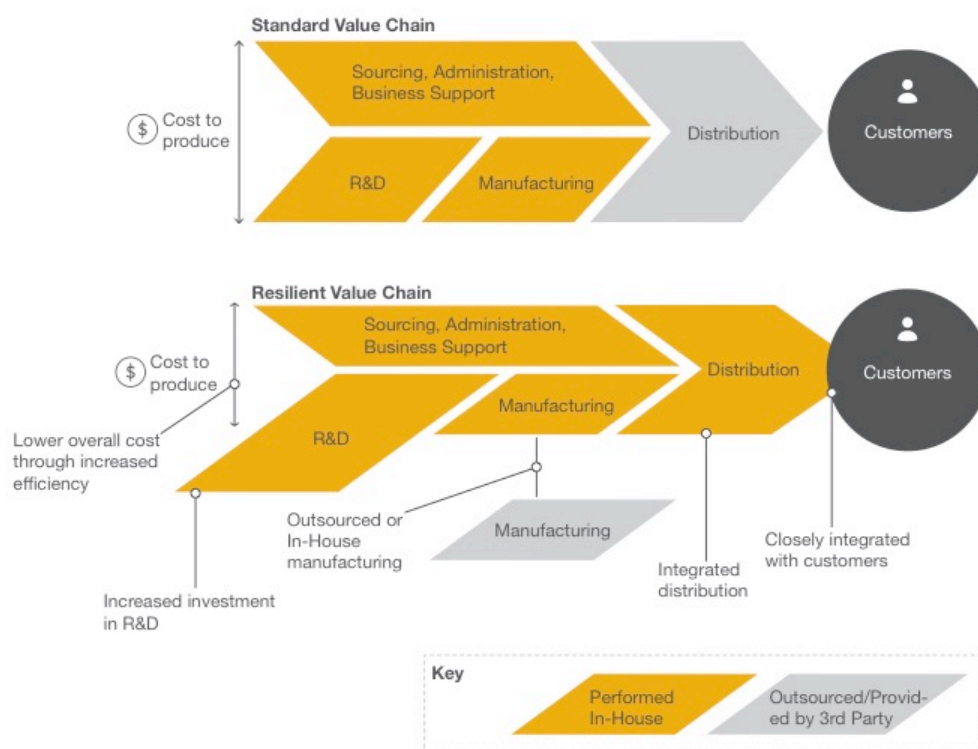 Standard Value Chain
Sourcing, Administration,
Business Support
$ Cost to
produce
R&D
Manufacturing
Distribution
Customers
Resilient Value Chain
Sourcing, Administration,
Business Support
$ Cost to
produce
R&D
Manufacturing
Distribution
Customers
Lower overall cost
through increased
efficiency
Increased investment
in R&D
Outsourced or
In-House
manufacturing
Manufacturing
Integrated
distribution
Closely integrated
with customers
Key
Performed
In-House
Outsourced/Provid-
ed by 3rd Party